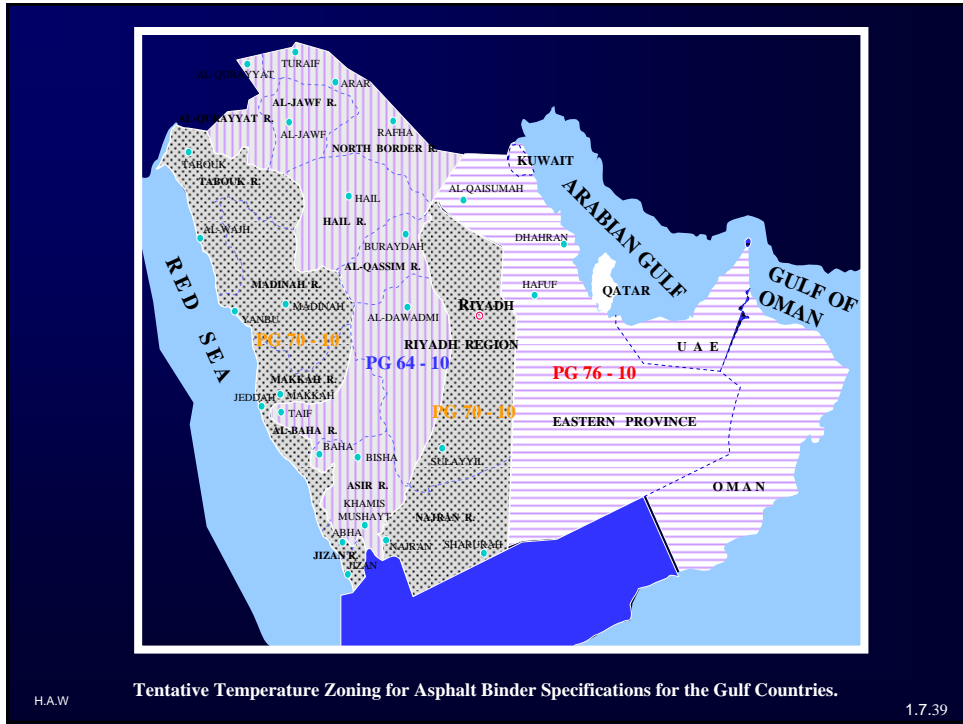 TURAIF
AL-QURAYYAT
ARAR
AL-JAWF R.
AL-QURAYYAT R.
AL-JAWF
RAFHA
NORTH BORDER R.
KUWAIT
TABOUK
TABOUK R.
AL-QAISUMAH
ARABIAN GULF
HAIL
HAIL R.
AL-WAJH
BURAYDAH
DHAHRAN
AL-QASSIM R.
GULF OF
OMAN
RED SEA
MADINAH R.
MADINAH
HAFUF
QATAR
YANBU
AL-DAWADMI
RIYADH
PG 70 - 10
RIYADH REGION
U A E
PG 64 - 10
PG 76 - 10
MAKKAH R.
MAKKAH
JEDDAH
TAIF
PG 70 - 10
EASTERN PROVINCE
AL-BAHA R.
BAHA
BISHA
SULAYYIL
ASIR R.
OMAN
KHAMIS
MUSHAYT
NAJRAN R.
ABHA
NAJRAN
SHARURAH
JIZAN R.
JIZAN
Tentative Temperature Zoning for Asphalt Binder Specifications for the Gulf Countries.
H.A.W
1.7.39